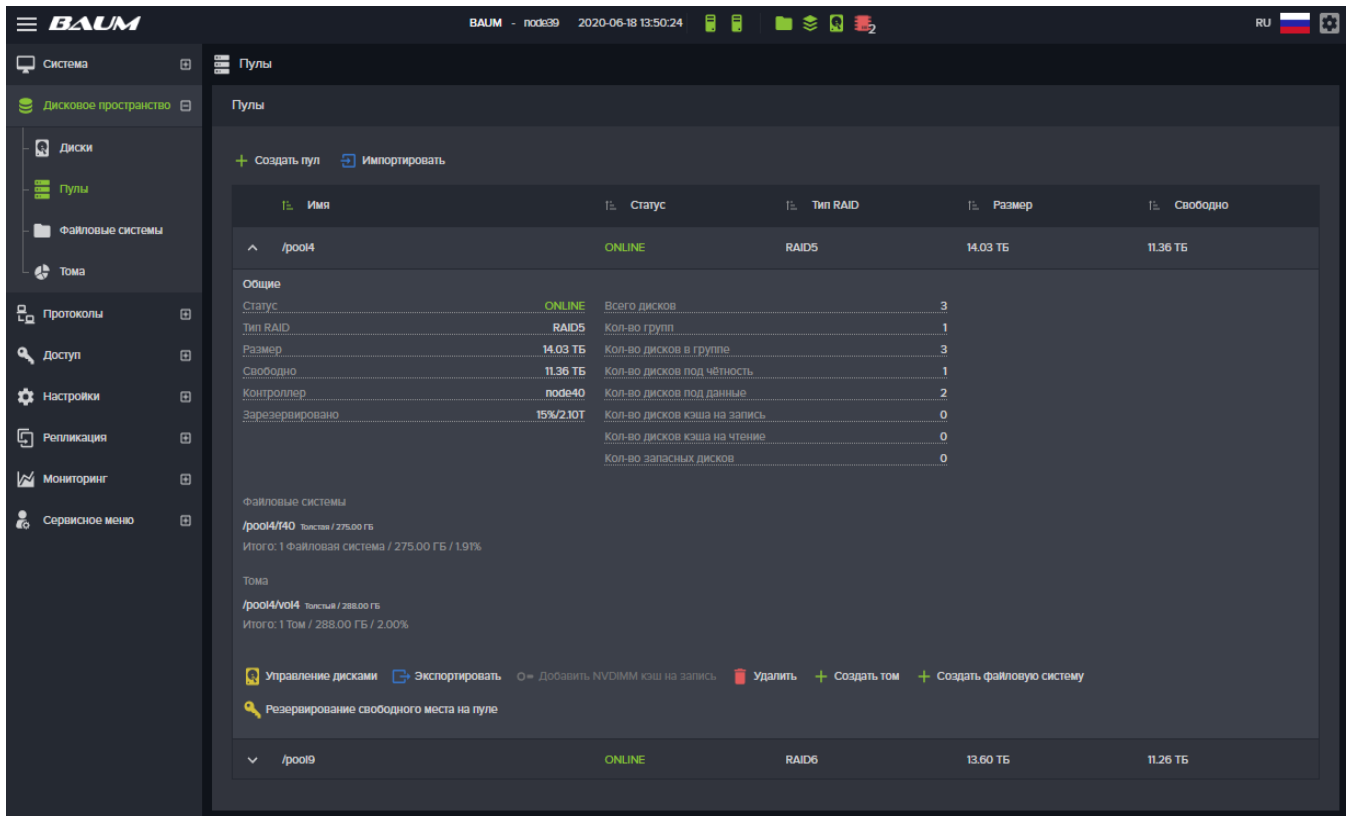 BAUM
BAUM - node39 2020-06-18 13:50:24
2
RU
Система
Дисковое пространство
Диски
Пулы
Файловые системы
Тома
Протоколы
Доступ
Настройки
Репликация
Мониторинг
Сервисное меню
Пулы
Пулы
Создать пул Импортировать
Имя Статус Тип RAID Размер Свободно
/pool4 ONLINE RAID5 14.03 ТБ 11.36 ТБ
Общие
Статус ONLINE Всего дисков 3
Тип RAID RAID5 Кол-во групп 1
Размер 14.03 ТБ Кол-во дисков в группе 3
Свободно 11.36 ТБ Кол-во дисков под чётность 1
Контроллер node40 Кол-во дисков под данные 2
Зарезервировано 15%/2.10T Кол-во дисков кэша на запись 0
Кол-во дисков кэша на чтение 0
Кол-во запасных дисков 0
Файловые системы
/pool4/f40 Толстая / 275.00 ГБ
Итого: 1 Файловая система / 275.00 ГБ / 1.91%
Тома
/pool4/vol4 Толстый / 288.00 ГБ
Итого: 1 Том / 288.00 ГБ / 2.00%
Управление дисками Экспортировать Добавить NVDIMM кэш на запись Удалить Создать том Создать файловую систему
Резервирование свободного места на пуле
/pool9 ONLINE RAID6 13.60 ТБ 11.26 ТБ